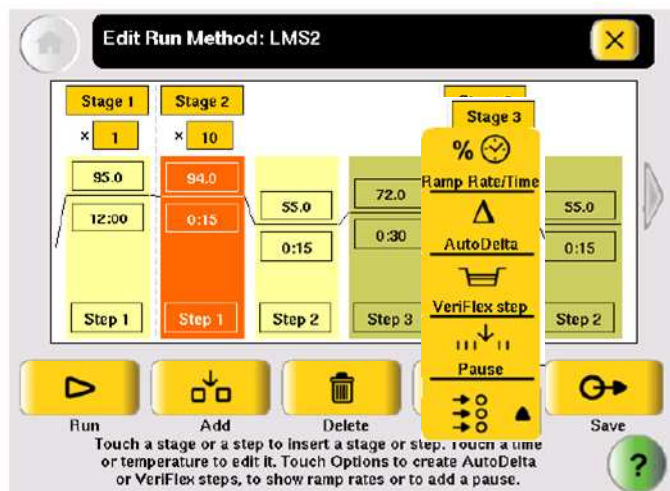 Edit Run Method: LMS2
Stage 1
Stage 2
Stage 3
× 1
× 10
95.0
94.0
55.0
72.0
55.0
12:00
0:15
0:15
0:30
0:15
Step 1
Step 1
Step 2
Step 3
Step 2
% 
Ramp Rate/Time
Δ
AutoDelta
VeriFlex step
Pause
Run
Add
Delete
Save
Touch a stage or a step to insert a stage or step. Touch a time
or temperature to edit it. Touch Options to create AutoDelta
or VeriFlex steps, to show ramp rates or to add a pause.
?